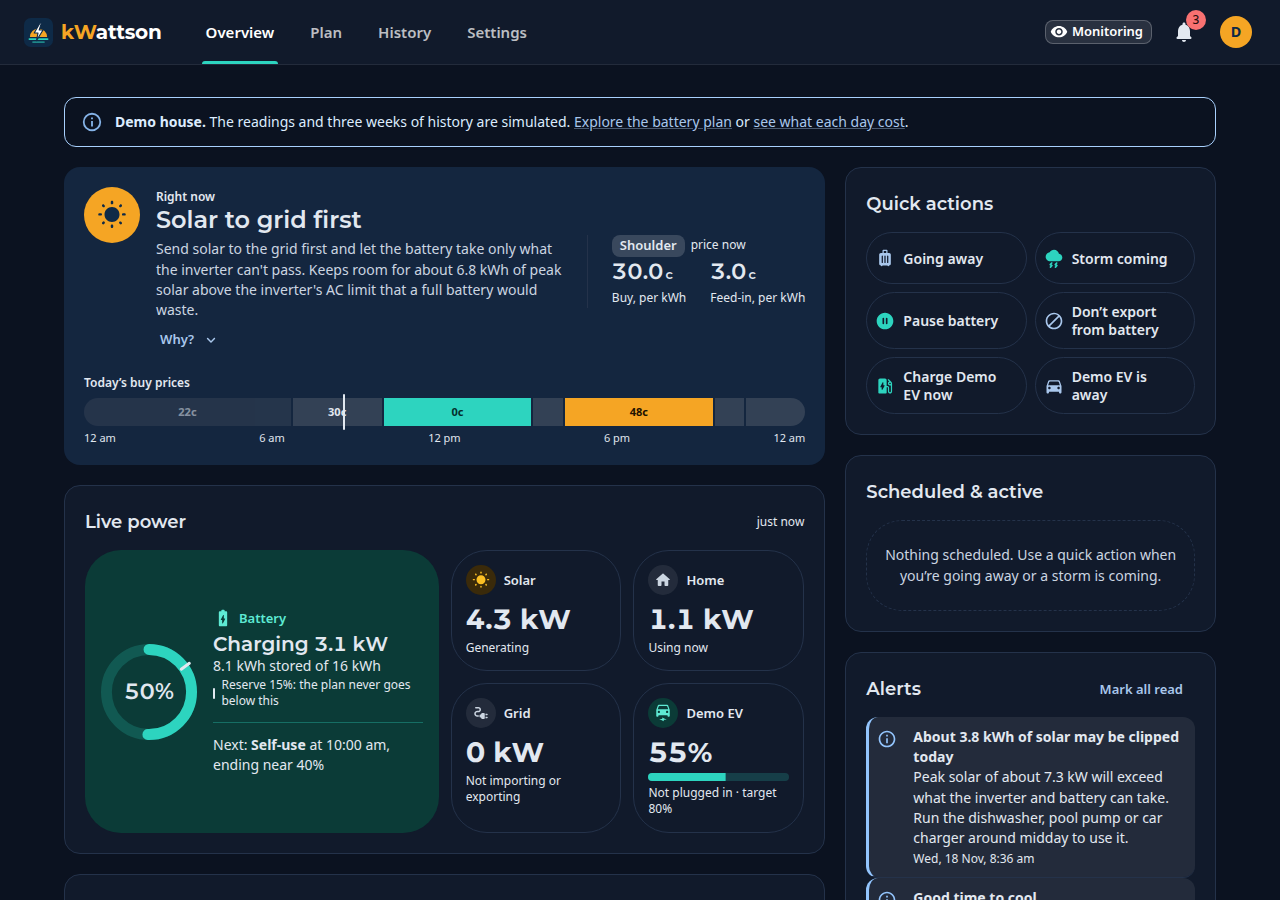 kWattson
Overview
Plan
History
Settings
Monitoring
3
D
Demo house. The readings and three weeks of history are simulated. Explore the battery plan or see what each day cost.
Right now
Solar to grid first
Send solar to the grid first and let the battery take only what
the inverter can't pass. Keeps room for about 6.8 kWh of peak
solar above the inverter's AC limit that a full battery would
waste.
Why?
Shoulder price now
30.0 c
Buy, per kWh
3.0 c
Feed-in, per kWh
Today's buy prices
22c
30c
0c
48c
12 am
6 am
12 pm
6 pm
12 am
Live power
just now
50%
Battery
Charging 3.1 kW
8.1 kWh stored of 16 kWh
Reserve 15%: the plan never goes
below this
Next: Self-use at 10:00 am,
ending near 40%
Solar
4.3 kW
Generating
Home
1.1 kW
Using now
Grid
0 kW
Not importing or
exporting
Demo EV
55%
Not plugged in · target
80%
Quick actions
Going away
Storm coming
Pause battery
Don't export
from battery
Charge Demo
EV now
Demo EV is
away
Scheduled & active
Nothing scheduled. Use a quick action when
you're going away or a storm is coming.
Alerts
Mark all read
About 3.8 kWh of solar may be clipped
today
Peak solar of about 7.3 kW will exceed
what the inverter and battery can take.
Run the dishwasher, pool pump or car
charger around midday to use it.
Wed, 18 Nov, 8:36 am
Good time to cool